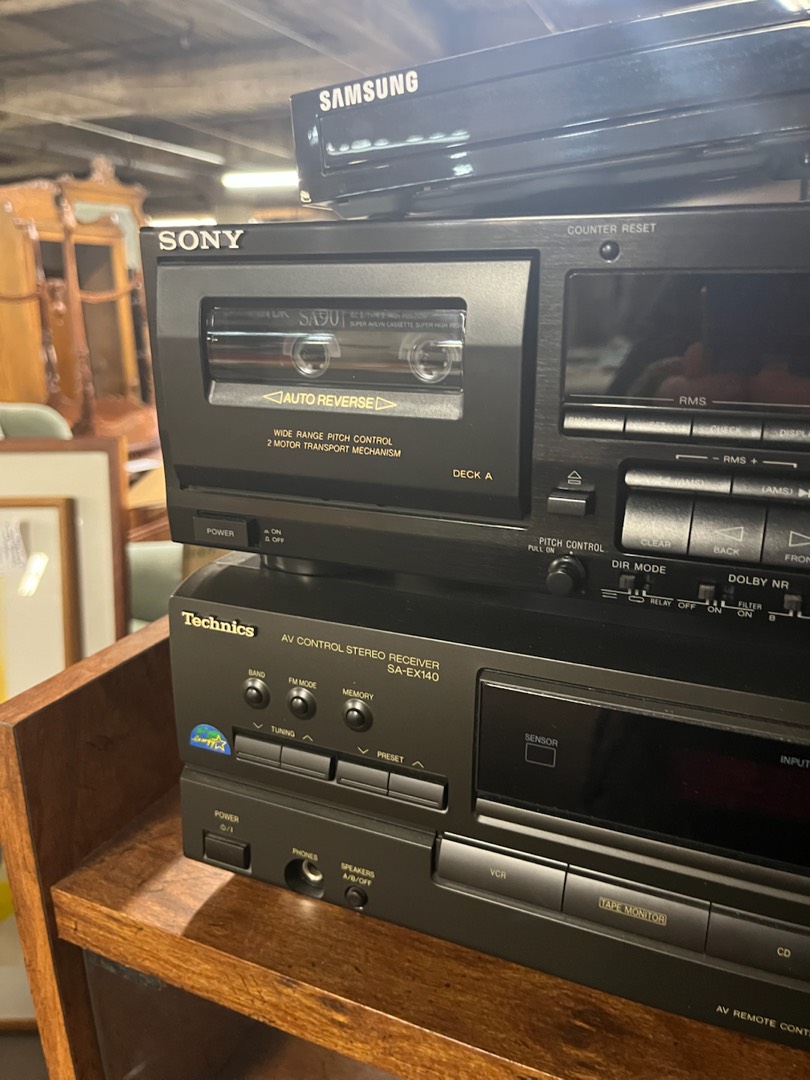 SAMSUNG
SONY
COUNTER RESET
SA90
AUTO REVERSE
WIDE RANGE PITCH CONTROL
2 MOTOR TRANSPORT MECHANISM
DECK A
RMS
CHECK
- RMS +
(AMS)
CLEAR
BACK
POWER
ON
OFF
PITCH CONTROL
PULL ON
DIR MODE
RELAY
DOLBY NR
OFF
ON
FILTER
ON
B
Technics
AV CONTROL STEREO RECEIVER
SA-EX140
BAND
FM MODE
MEMORY
TUNING
PRESET
SENSOR
INPUT
POWER
PHONES
SPEAKERS
A/B/OFF
VCR
TAPE MONITOR
CD
AV REMOTE